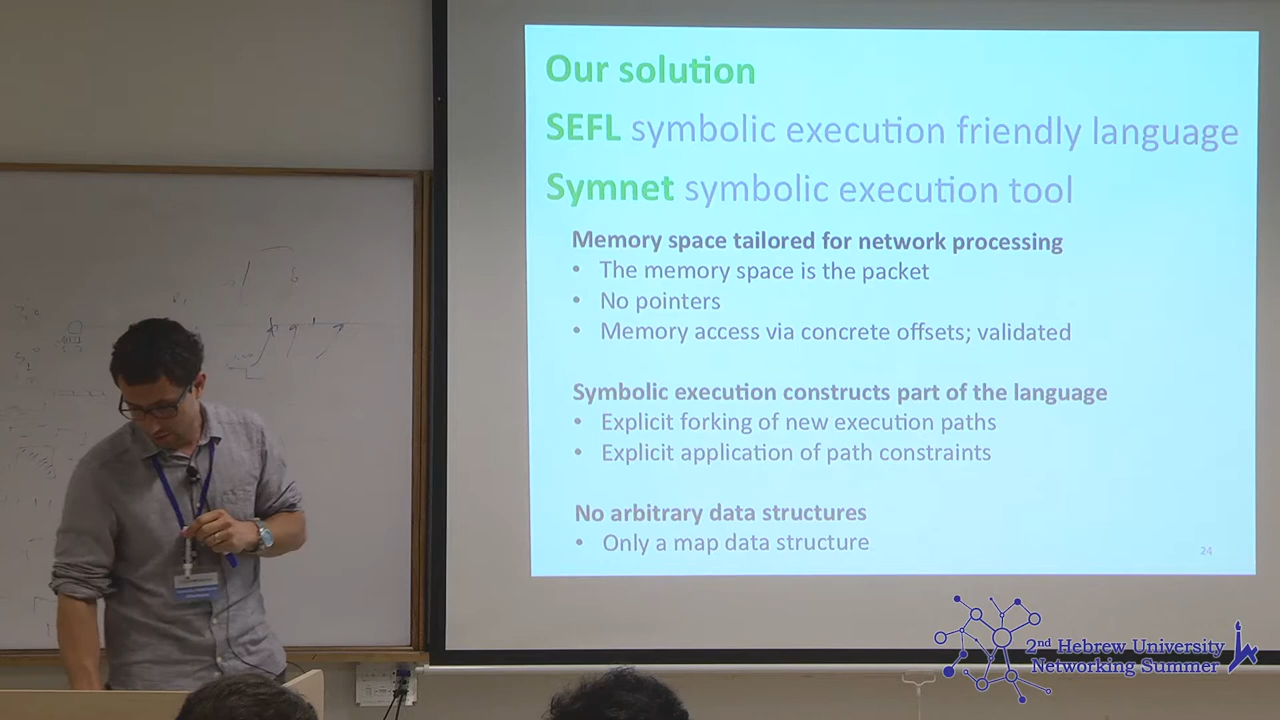 Our solution
SEFL symbolic execution friendly language
Symnet symbolic execution tool
Memory space tailored for network processing
• The memory space is the packet
• No pointers
• Memory access via concrete offsets; validated
Symbolic execution constructs part of the language
• Explicit forking of new execution paths
• Explicit application of path constraints
No arbitrary data structures
• Only a map data structure
24
2nd Hebrew University
Networking Summer